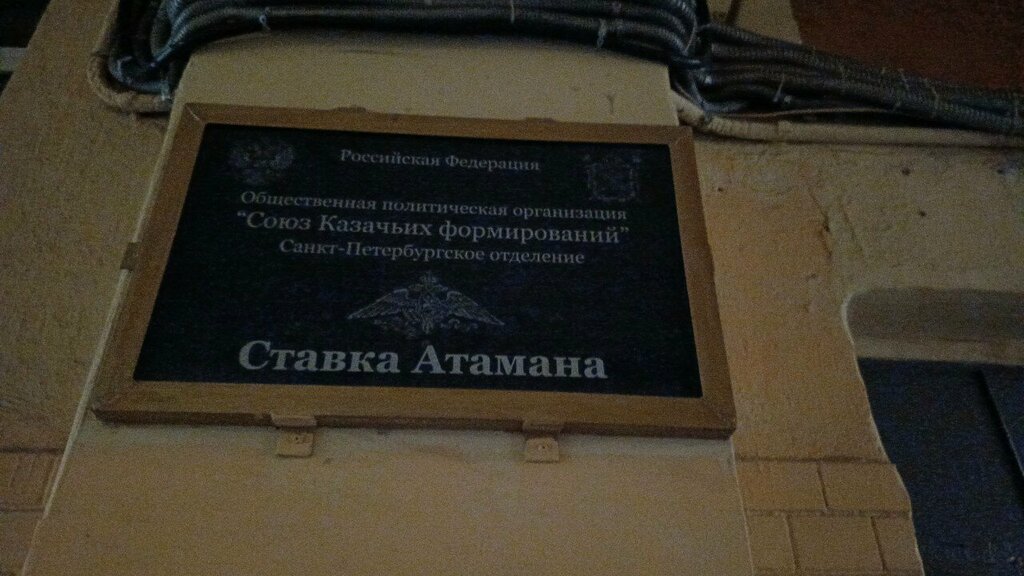 Российская Федерация
Общественная политическая организация
"Союз Казачьих формирований"
Санкт-Петербургское отделение
Ставка Атамана